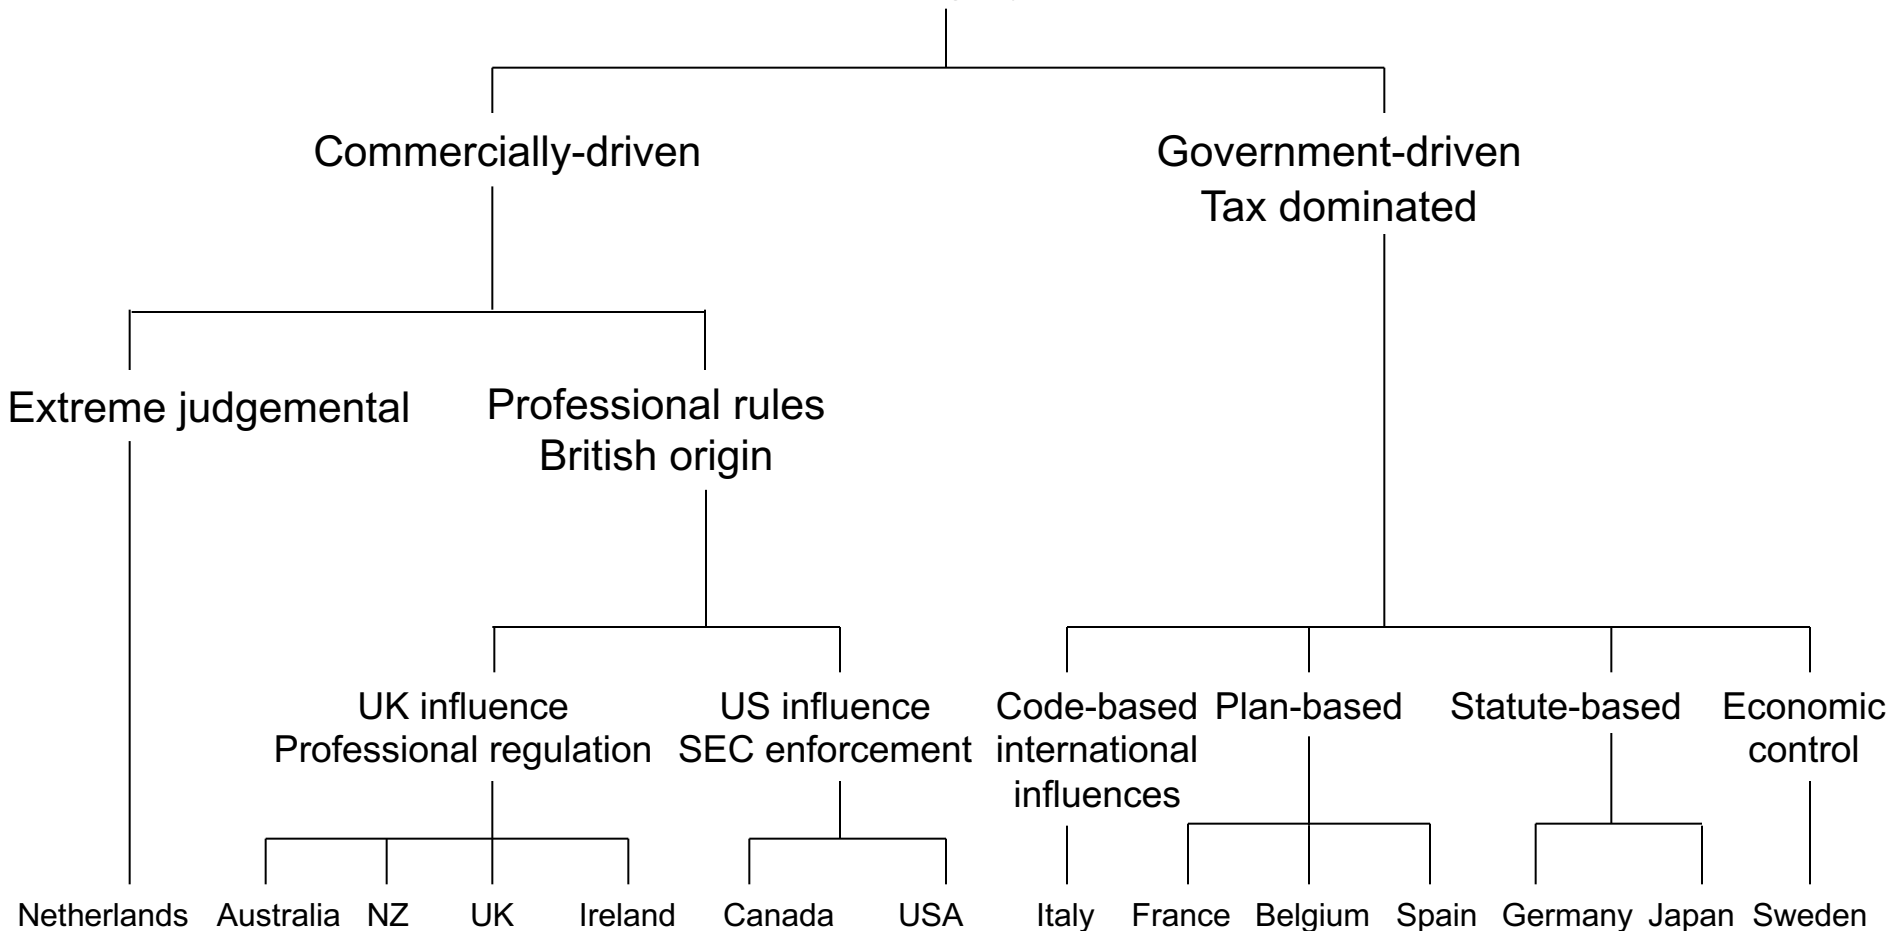 Commercially-driven
Government-driven
Tax dominated
Extreme judgemental
Professional rules
British origin
UK influence
Professional regulation
US influence
SEC enforcement
Code-based
international
influences
Plan-based
Statute-based
Economic
control
Netherlands
Australia
NZ
UK
Ireland
Canada
USA
Italy
France
Belgium
Spain
Germany
Japan
Sweden